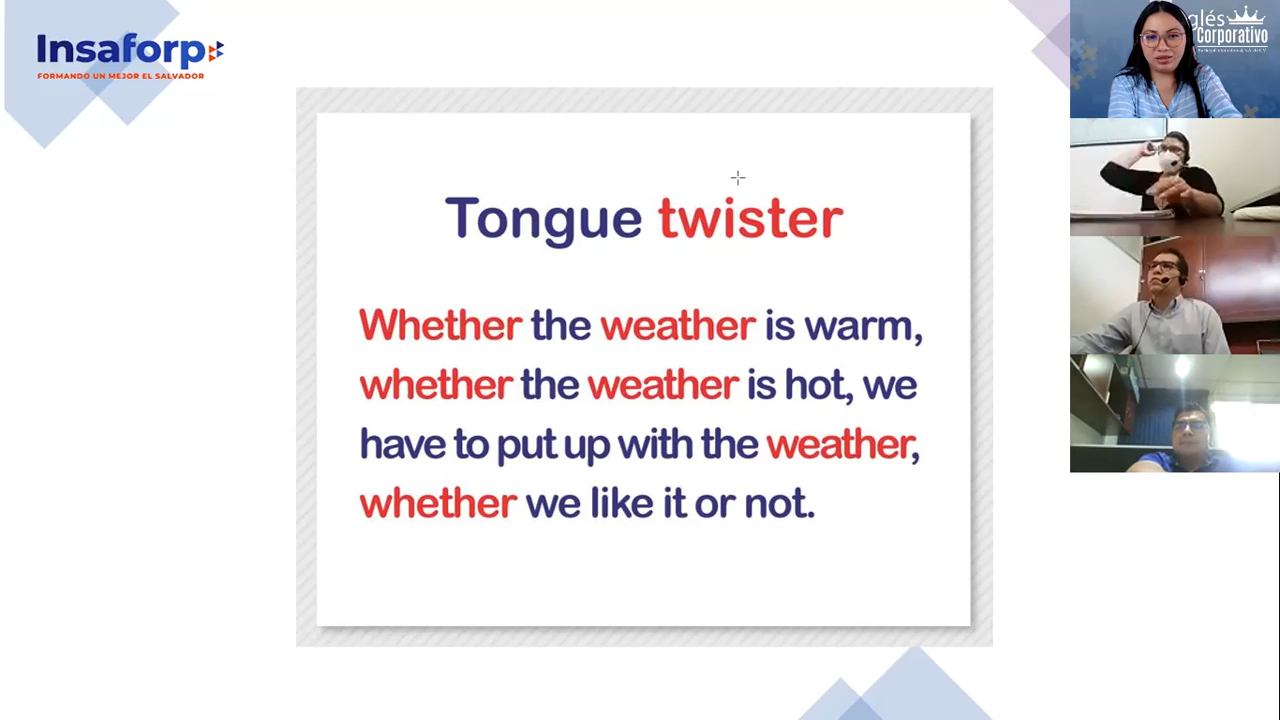 Insaforp
FORMANDO UN MEJOR EL SALVADOR
Corporativo
Tongue twister
Whether the weather is warm,
whether the weather is hot, we
have to put up with the weather,
whether we like it or not.